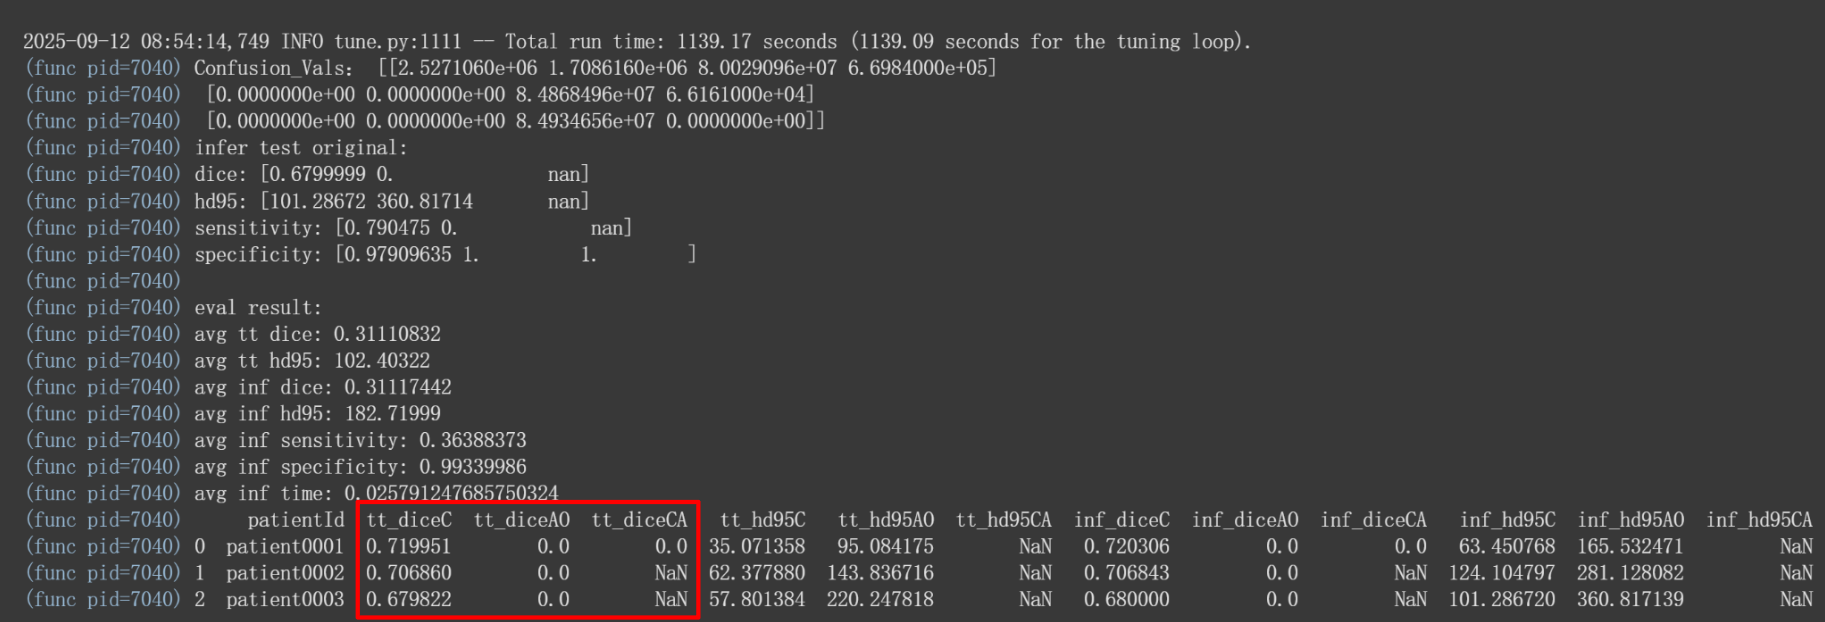 2025-09-12 08:54:14,749 INFO tune.py:1111 -- Total run time: 1139.17 seconds (1139.09 seconds for the tuning loop).
(func pid=7040) Confusion_Vals:  [[2.5271060e+06 1.7086160e+06 8.0029096e+07 6.6984000e+05]
(func pid=7040)  [0.0000000e+00 0.0000000e+00 8.4868496e+07 6.6161000e+04]
(func pid=7040)  [0.0000000e+00 0.0000000e+00 8.4934656e+07 0.0000000e+00]]
(func pid=7040) infer test original:
(func pid=7040) dice: [0.6799999 0.              nan]
(func pid=7040) hd95: [101.28672 360.81714       nan]
(func pid=7040) sensitivity: [0.790475 0.            nan]
(func pid=7040) specificity: [0.97909635 1.         1.        ]
(func pid=7040)
(func pid=7040) eval result:
(func pid=7040) avg tt dice: 0.31110832
(func pid=7040) avg tt hd95: 102.40322
(func pid=7040) avg inf dice: 0.31117442
(func pid=7040) avg inf hd95: 182.71999
(func pid=7040) avg inf sensitivity: 0.36388373
(func pid=7040) avg inf specificity: 0.99339986
(func pid=7040) avg inf time: 0.025791247685750324
(func pid=7040)      patientId  tt_diceC  tt_diceAO  tt_diceCA   tt_hd95C   tt_hd95AO  tt_hd95CA  inf_diceC  inf_diceAO  inf_diceCA   inf_hd95C  inf_hd95AO  inf_hd95CA
(func pid=7040) 0  patient0001  0.719951        0.0        0.0  35.071358   95.084175        NaN   0.720306         0.0         0.0   63.450768  165.532471         NaN
(func pid=7040) 1  patient0002  0.706860        0.0        NaN  62.377880  143.836716        NaN   0.706843         0.0         NaN  124.104797  281.128082         NaN
(func pid=7040) 2  patient0003  0.679822        0.0        NaN  57.801384  220.247818        NaN   0.680000         0.0         NaN  101.286720  360.817139         NaN